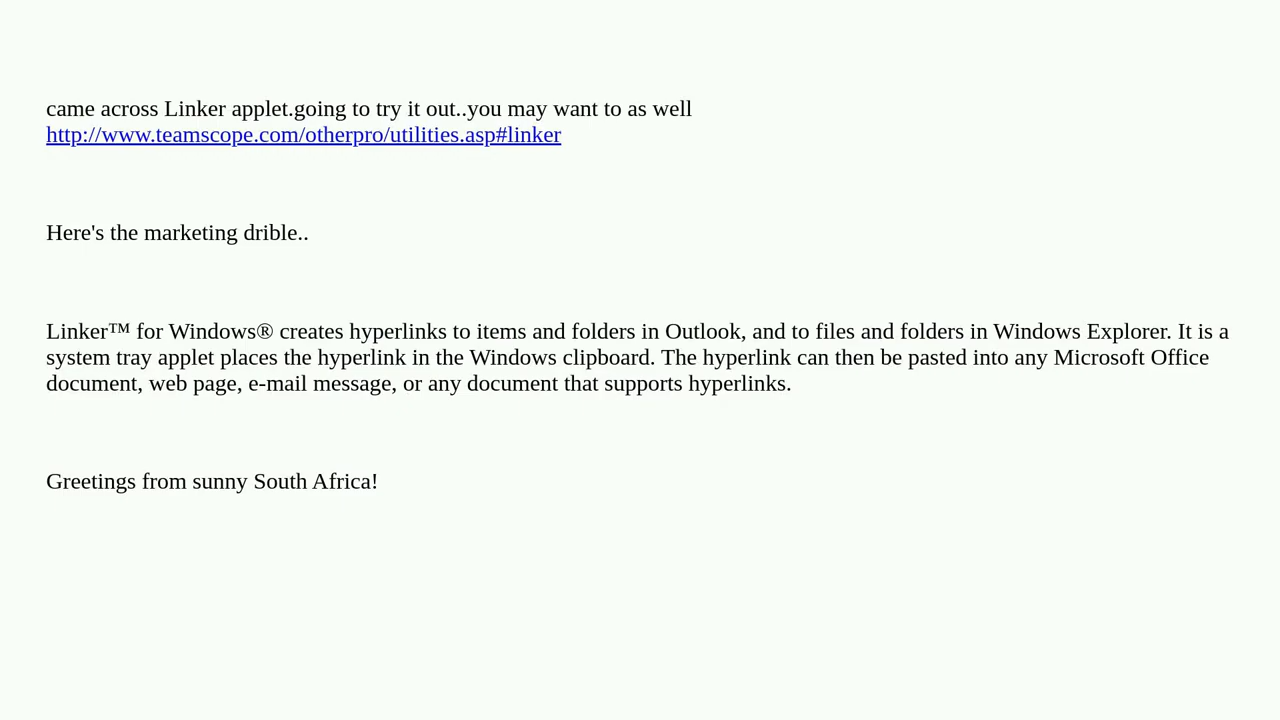 came across Linker applet.going to try it out..you may want to as well
http://www.teamscope.com/otherpro/utilities.asp#linker
Here's the marketing drible..
Linker™ for Windows® creates hyperlinks to items and folders in Outlook, and to files and folders in Windows Explorer. It is a
system tray applet places the hyperlink in the Windows clipboard. The hyperlink can then be pasted into any Microsoft Office
document, web page, e-mail message, or any document that supports hyperlinks.
Greetings from sunny South Africa!